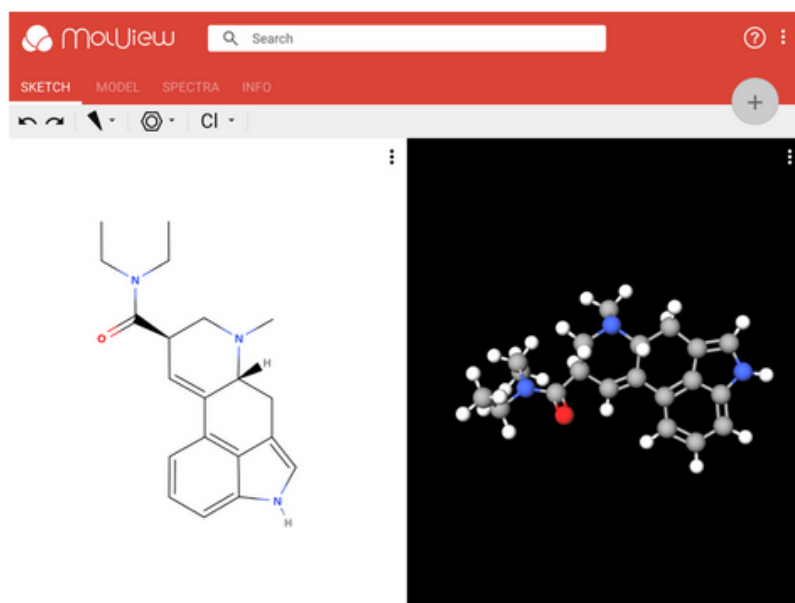 MolView
Search
?
SKETCH MODEL SPECTRA INFO
+
Cl
N
O
N
H
N
H